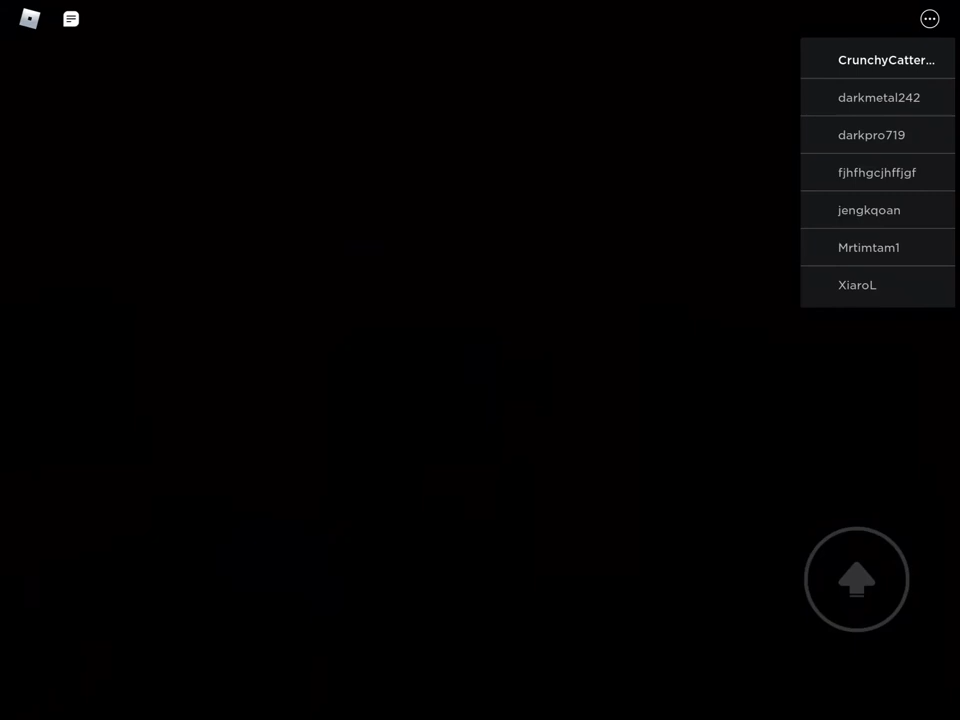 CrunchyCatter...
darkmetal242
darkpro719
fjhfhgcjhffjgf
jengkqoan
Mrtimtam1
XiaroL